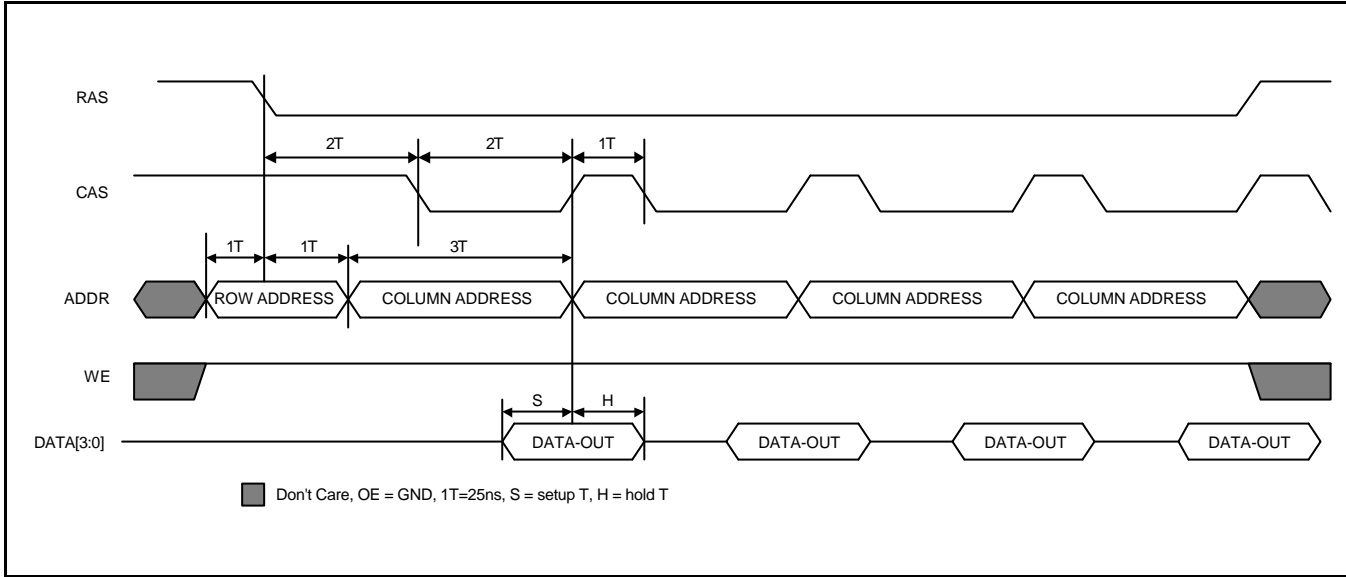 RAS
2T 2T 1T
CAS
1T 1T 3T
ADDR ROW ADDRESS COLUMN ADDRESS COLUMN ADDRESS COLUMN ADDRESS COLUMN ADDRESS
WE
S H
DATA[3:0] DATA-OUT DATA-OUT DATA-OUT DATA-OUT
Don't Care, OE = GND, 1T=25ns, S = setup T, H = hold T